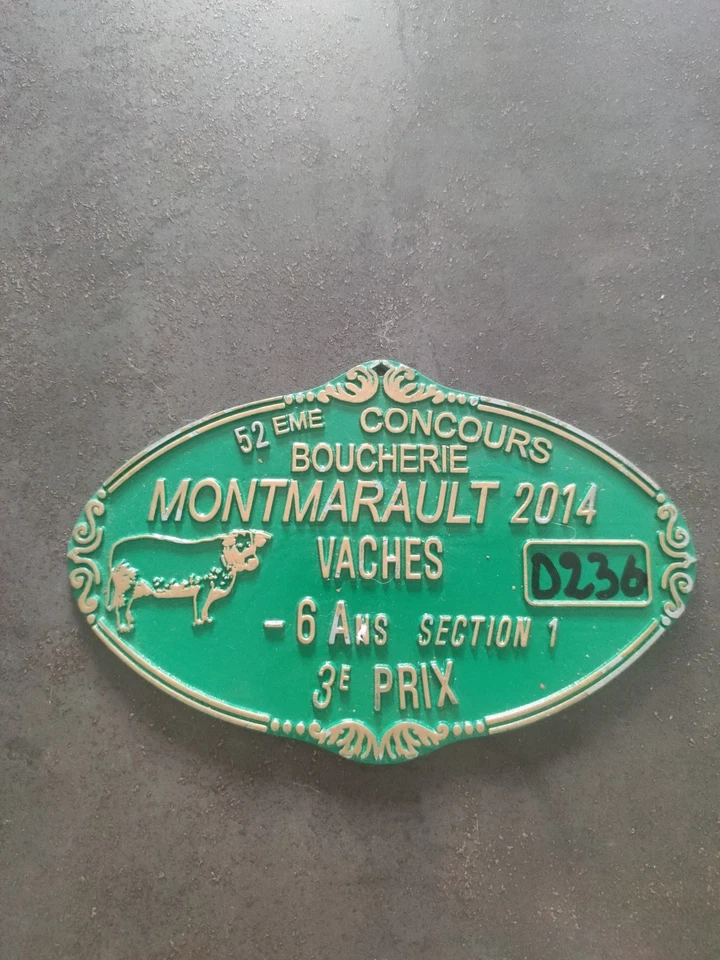 52 EME CONCOURS
BOUCHERIE
MONTMARAULT 2014
VACHES
D236
- 6 ANS SECTION 1
3E PRIX